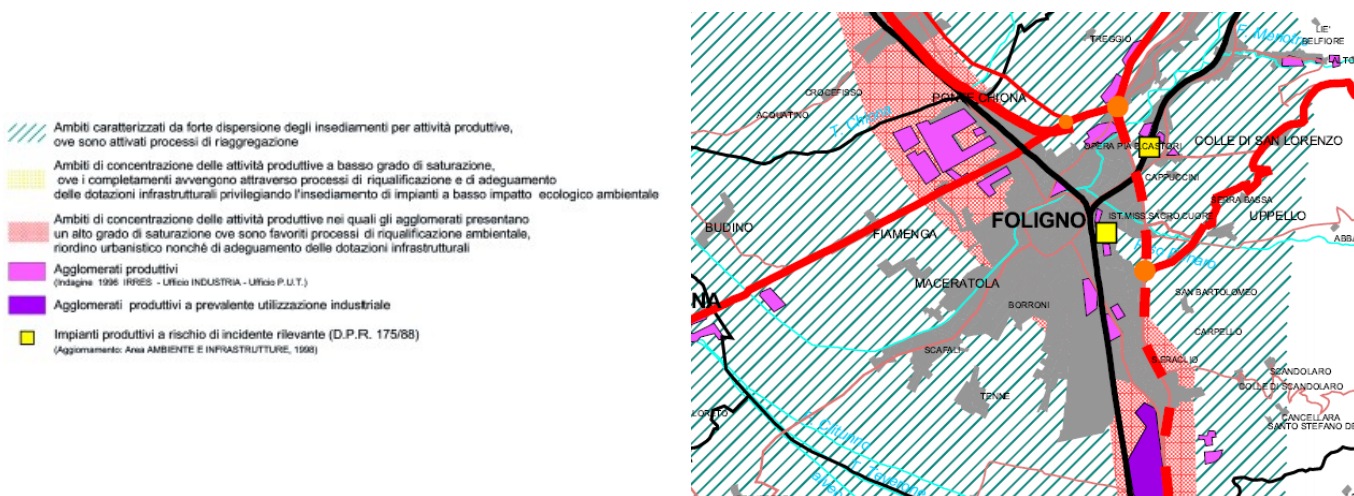 Ambiti caratterizzati da forte dispersione degli insediamenti per attività produttive,
ove sono attivati processi di riaggregazione
Ambiti di concentrazione delle attività produttive a basso grado di saturazione,
ove i completamenti avvengono attraverso processi di riqualificazione e di adeguamento
delle dotazioni infrastrutturali privilegiando l'insediamento di impianti a basso impatto ecologico ambientale
Ambiti di concentrazione delle attività produttive nei quali gli agglomerati presentano
un alto grado di saturazione ove sono favoriti processi di riqualificazione ambientale,
riordino urbanistico nonchè di adeguamento delle dotazioni infrastrutturali
Agglomerati produttivi
(Indagine 1996 IRRES - Ufficio INDUSTRIA - Ufficio P.U.T.)
Agglomerati produttivi a prevalente utilizzazione industriale
Impianti produttivi a rischio di incidente rilevante (D.P.R. 175/88)
(Aggiornamento: Area AMBIENTE E INFRASTRUTTURE, 1998)
LIE'
BELFIORE
TREGGIO
ALTO
CROCEFISSO
PONTE CHIONA
ACQUATINO
T. Chiona
OPERA PIA E.CASTORI
COLLE DI SAN LORENZO
CAPPUCCINI
SERRA BASSA
FOLIGNO
IST.MISS.SACRO CUORE
UPPELLO
BUDINO
FIAMENGA
ABBA
MACERATOLA
SAN BARTOLOMEO
NA
BORRONI
CARPELLO
SCAFALI
S.ERACLIO
SCANDOLARO
COLLE DI SCANDOLARO
TENNE
LORETO
CANCELLARA
SANTO STEFANO DE
F. Clitunno